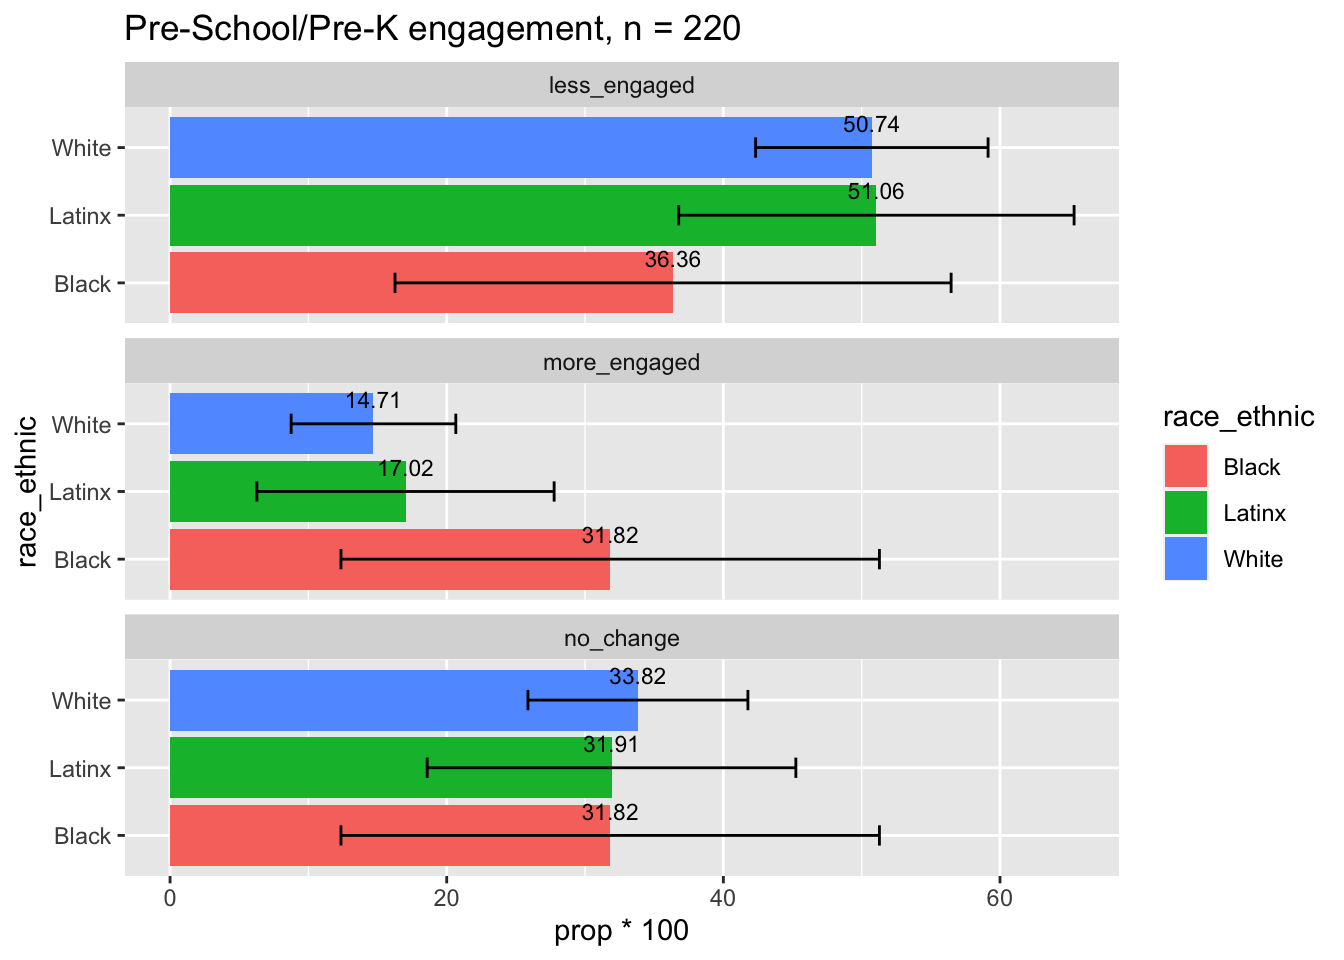 Pre-School/Pre-K engagement, n = 220
less_engaged
White
50.74
Latinx
51.06
Black
36.36
more_engaged
White
14.71
Latinx
17.02
Black
31.82
no_change
White
33.82
Latinx
31.91
Black
31.82
0 20 40 60
prop * 100
race_ethnic
race_ethnic
Black
Latinx
White